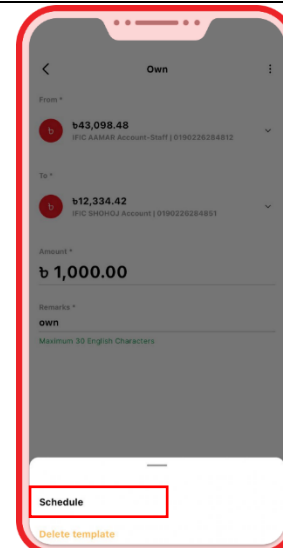 Own
From *
৳
৳43,098.48
IFIC AAMAR Account-Staff | 0190226284812
To *
৳
৳12,334.42
IFIC SHOHOJ Account | 0190226264851
Amount *
৳ 1,000.00
Remarks *
own
Maximum 30 English Characters
Schedule
Delete template